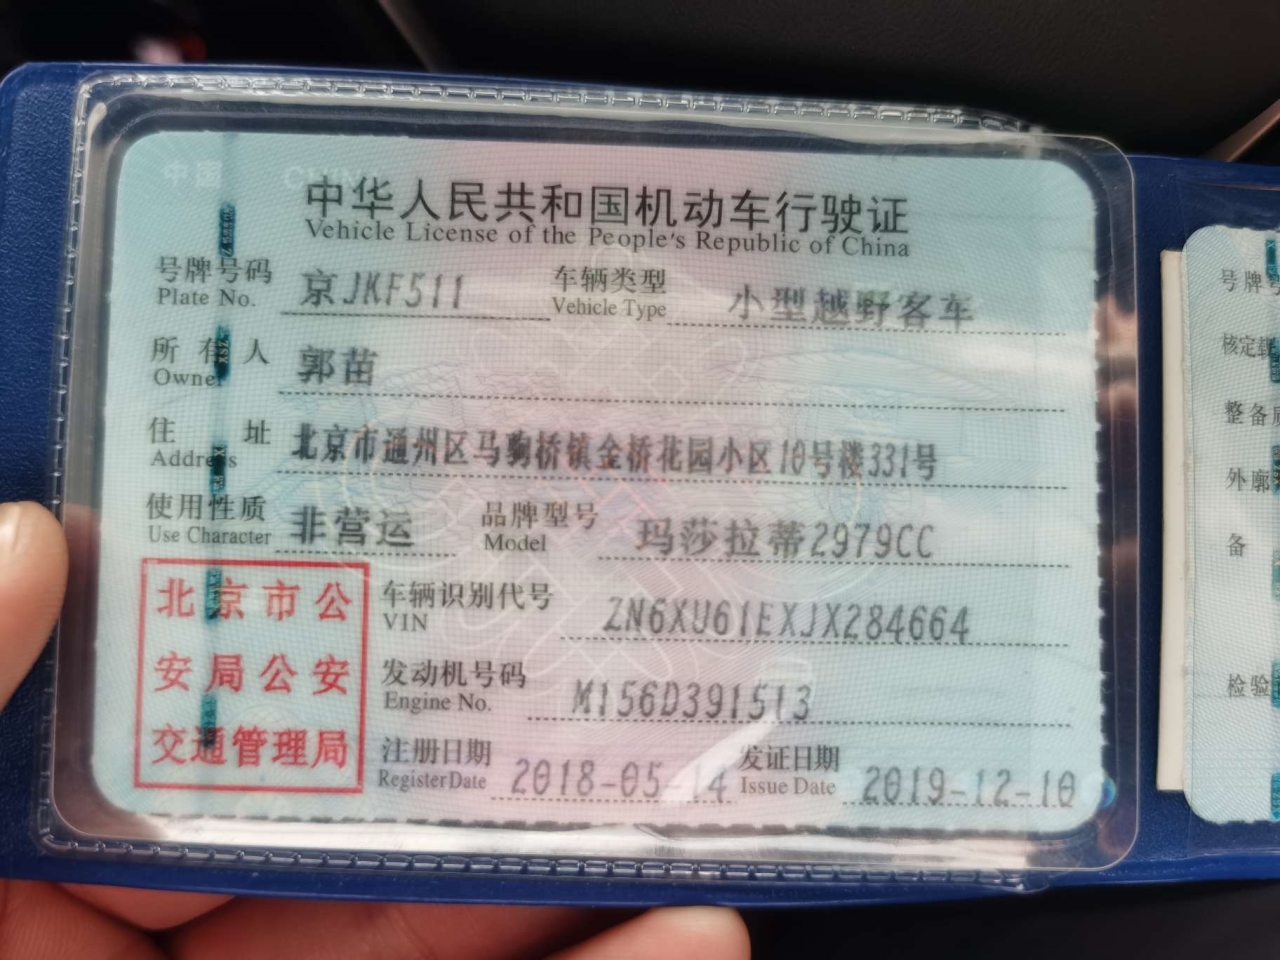 中国 CHINA
中华人民共和国机动车行驶证
Vehicle License of the People's Republic of China
号牌号码 京JKF511 车辆类型 小型越野客车
Plate No. Vehicle Type
所有人 郭苗
Owner
住址 北京市通州区马驹桥镇金桥花园小区10号楼331号
Address
使用性质 非营运 品牌型号 玛莎拉蒂2979CC
Use Character Model
北京市公
安局公安
交通管理局
车辆识别代号 ZN6XU61EXJX284664
VIN
发动机号码 M156D391513
Engine No.
注册日期 2018-05-14 发证日期 2019-12-10
Register Date Issue Date
号牌号
核定载
整备
外廓
备
检验